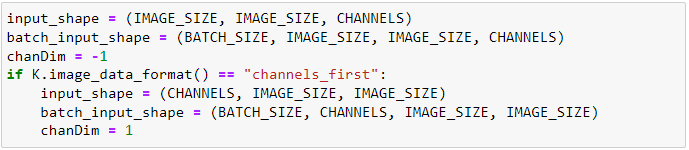 input_shape = (IMAGE_SIZE, IMAGE_SIZE, CHANNELS)
batch_input_shape = (BATCH_SIZE, IMAGE_SIZE, IMAGE_SIZE, CHANNELS)
chanDim = -1
if K.image_data_format() == "channels_first":
    input_shape = (CHANNELS, IMAGE_SIZE, IMAGE_SIZE)
    batch_input_shape = (BATCH_SIZE, CHANNELS, IMAGE_SIZE, IMAGE_SIZE)
    chanDim = 1